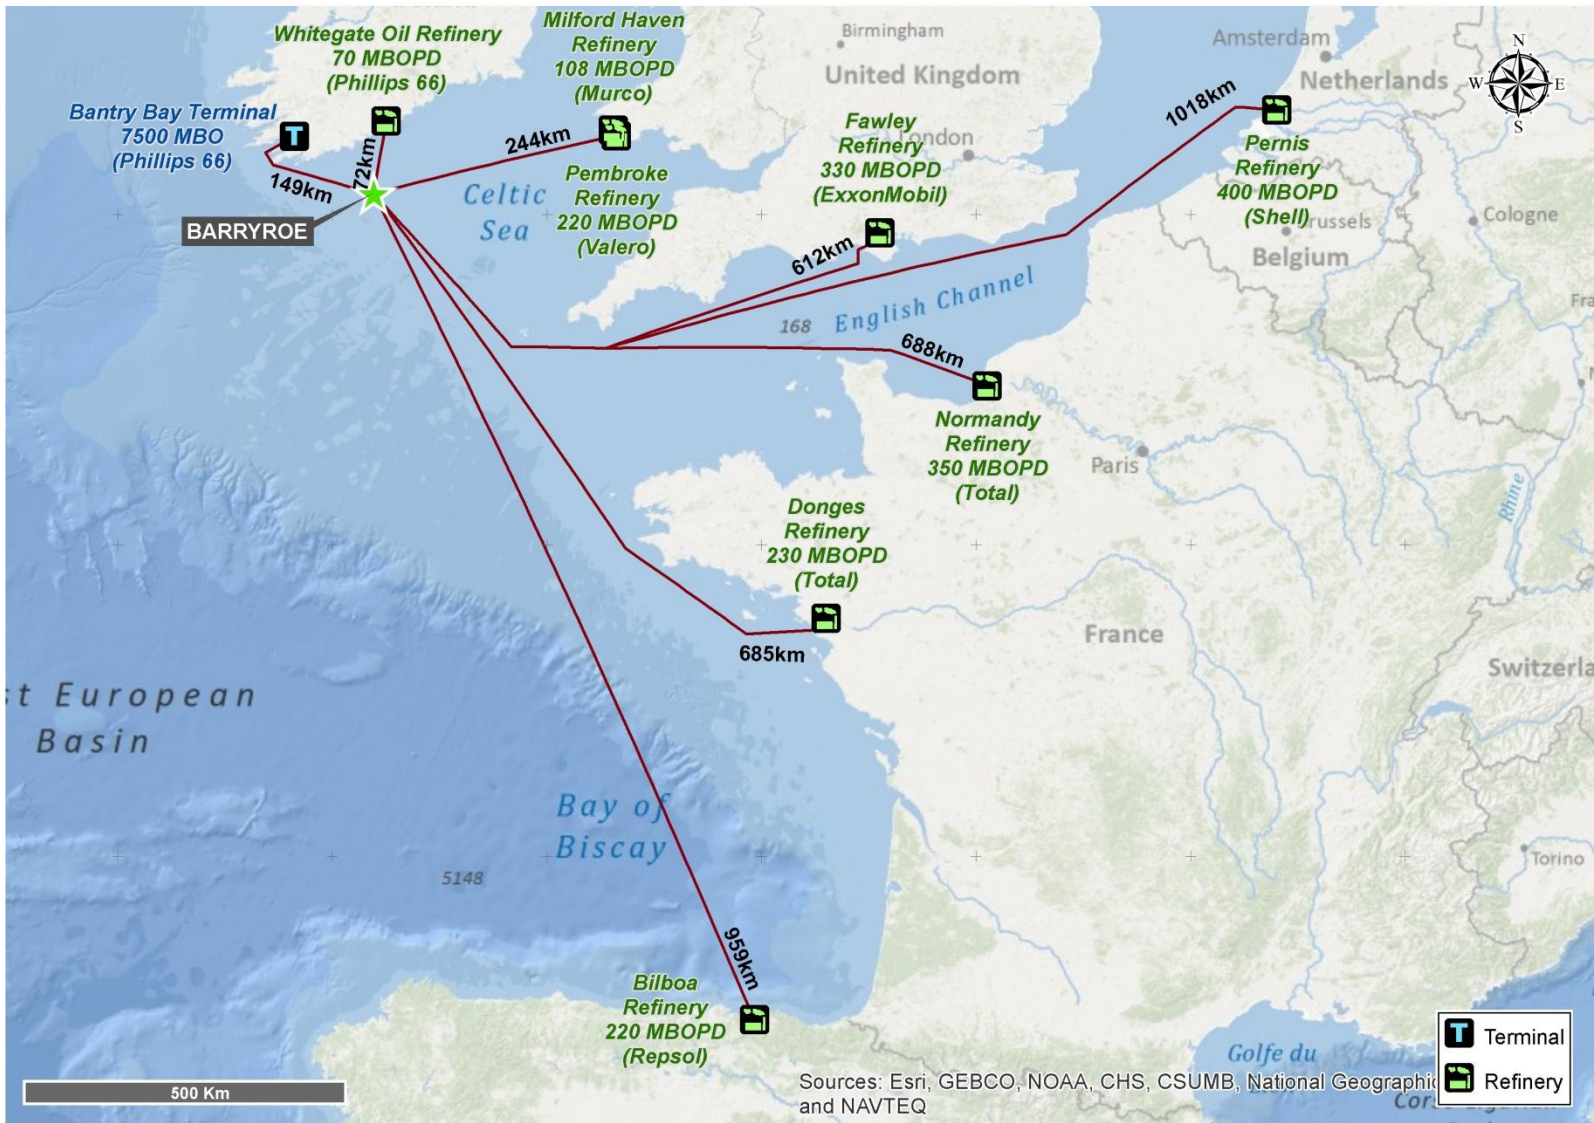 Whitegate Oil Refinery
70 MBOPD
(Phillips 66)
Milford Haven
Refinery
108 MBOPD
(Murco)
Birmingham
United Kingdom
Amsterdam
Netherlands
N
W
E
S
Bantry Bay Terminal
7500 MBO
(Phillips 66)
72km
149km
244km
1018km
Fawley
Refinery
330 MBOPD
(ExxonMobil)
London
Pernis
Refinery
400 MBOPD
(Shell)
Pembroke
Refinery
220 MBOPD
(Valero)
Celtic
Sea
BARRYROE
Cologne
Brussels
Belgium
612km
168
English Channel
688km
Normandy
Refinery
350 MBOPD
(Total)
Paris
Rhine
Donges
Refinery
230 MBOPD
(Total)
685km
France
Switzerla
st European
Basin
Bay of
Biscay
5148
Torino
959km
Bilboa
Refinery
220 MBOPD
(Repsol)
Golfe du
T Terminal
Refinery
500 Km
Sources: Esri, GEBCO, NOAA, CHS, CSUMB, National Geographic
and NAVTEQ